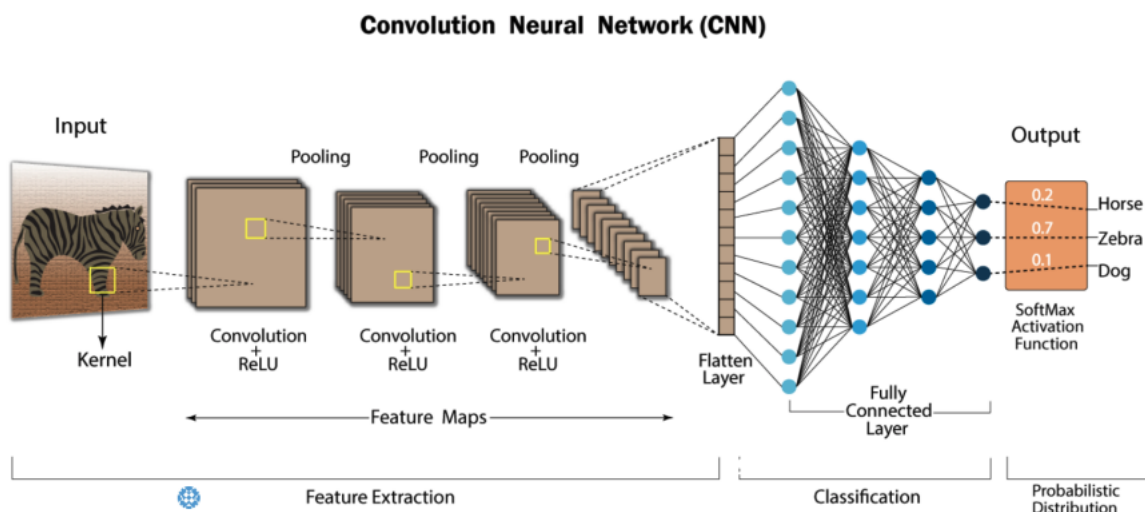 Convolution Neural Network (CNN)
Input
Kernel
Pooling
Pooling
Pooling
Convolution
+
ReLU
Convolution
+
ReLU
Convolution
+
ReLU
Feature Maps
Flatten
Layer
Fully
Connected
Layer
Output
0.2
Horse
0.7
Zebra
0.1
Dog
SoftMax
Activation
Function
Feature Extraction
Classification
Probabilistic
Distribution